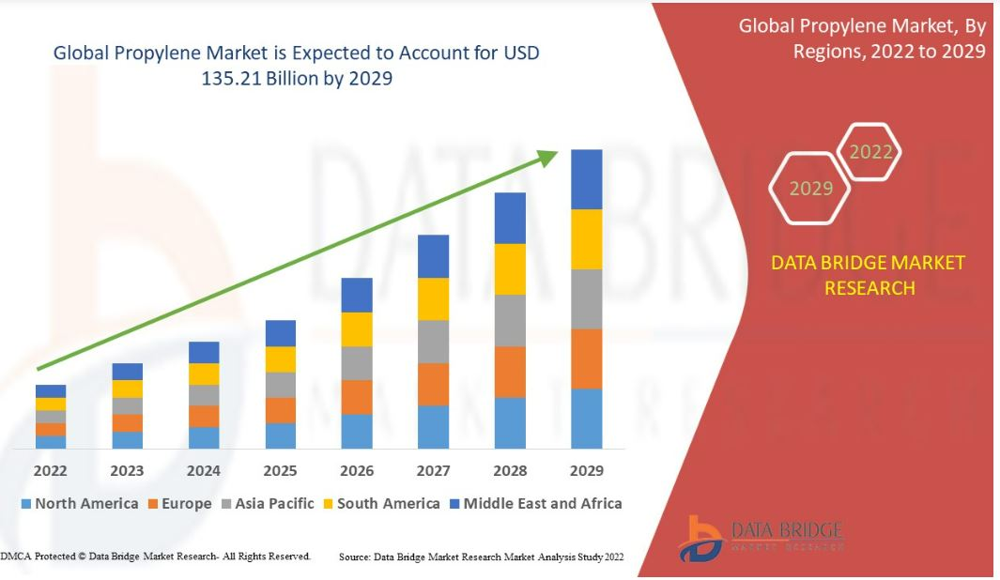 Global Propylene Market is Expected to Account for USD
135.21 Billion by 2029
Global Propylene Market, By
Regions, 2022 to 2029
2022
2029
DATA BRIDGE MARKET
RESEARCH
2022 2023 2024 2025 2026 2027 2028 2029
North America Europe Asia Pacific South America Middle East and Africa
DMCA Protected © Data Bridge Market Research- All Rights Reserved.
Source: Data Bridge Market Research Market Analysis Study 2022
DATA BRIDGE
MARKET RESEARCH